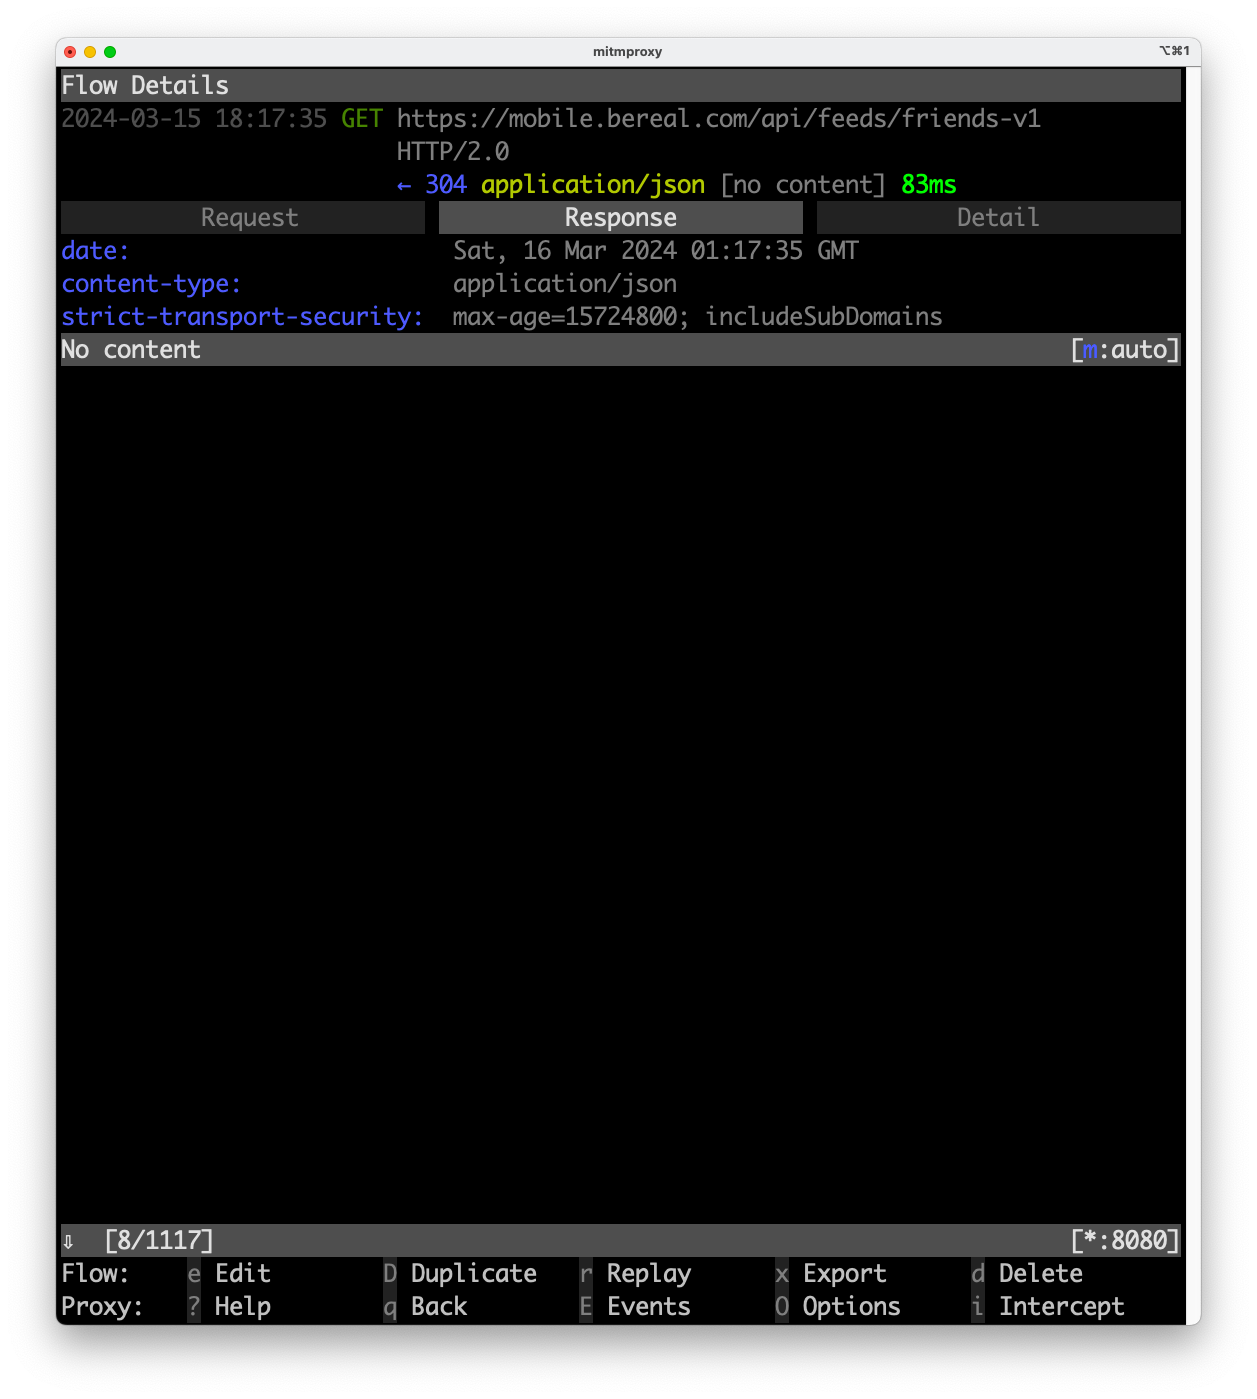 mitmproxy ⌥⌘1
Flow Details
2024-03-15 18:17:35 GET https://mobile.bereal.com/api/feeds/friends-v1
HTTP/2.0
← 304 application/json [no content] 83ms
Request Response Detail
date: Sat, 16 Mar 2024 01:17:35 GMT
content-type: application/json
strict-transport-security: max-age=15724800; includeSubDomains
No content [m:auto]
⇩ [8/1117] [*:8080]
Flow: e Edit D Duplicate r Replay x Export d Delete
Proxy: ? Help q Back E Events O Options i Intercept